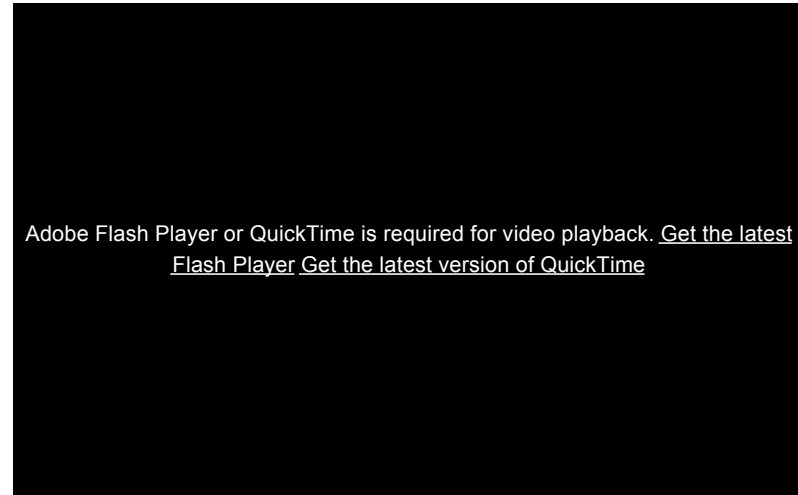 Adobe Flash Player or QuickTime is required for video playback. Get the latest
Flash Player Get the latest version of QuickTime